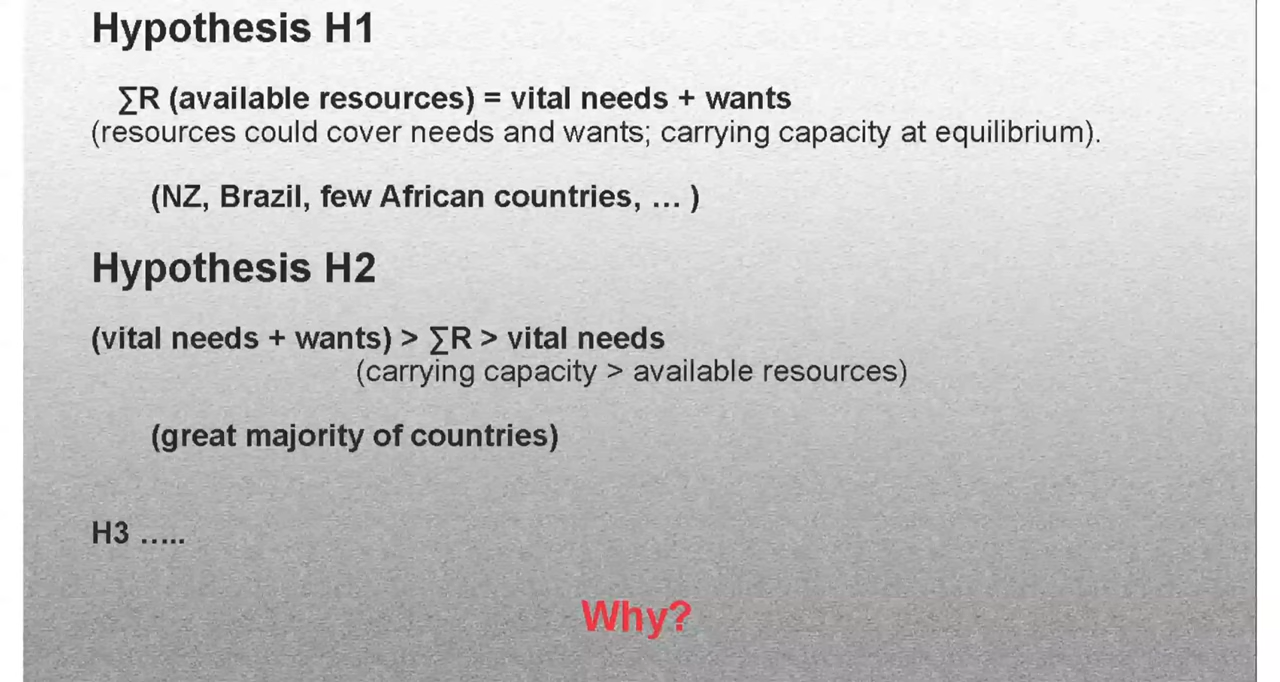 Hypothesis H1
∑R (available resources) = vital needs + wants
(resources could cover needs and wants; carrying capacity at equilibrium).
(NZ, Brazil, few African countries, … )
Hypothesis H2
(vital needs + wants) > ∑R > vital needs
(carrying capacity > available resources)
(great majority of countries)
H3 …..
Why?